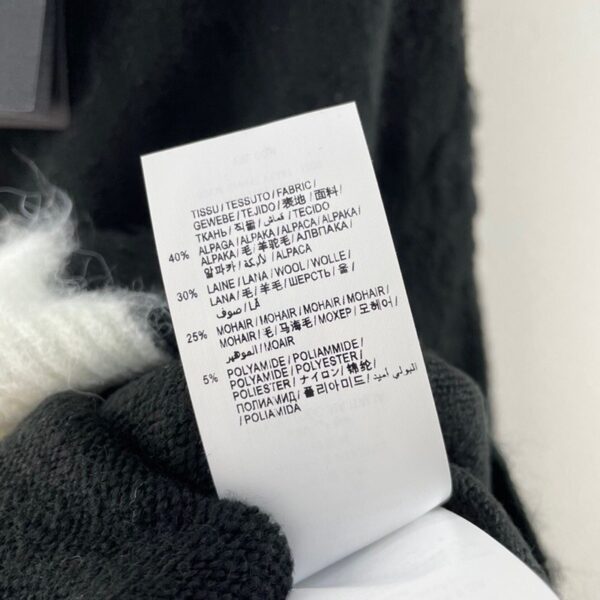 TISSU / TESSUTO / FABRIC /
GEWEBE / TEJIDO / 表地 / 面料 /
ТКАНЬ / 직물 / قماش / TECIDO
40% ALPAGA / ALPAKA / ALPACA / ALPAKA /
ALPAKA / 毛 / 羊驼毛 / АЛПВАКА /
알파카 / الألبكة / ALPACA
30% LAINE / LANA / WOOL / WOLLE /
LANA / 毛 / 羊毛 / ШЕРСТЬ / 울 /
صوف / LÃ
25% MOHAIR / MOHAIR / MOHAIR / MOHAIR /
MOHAIR / 毛 / 马海毛 / МОХЕР / 모헤어 /
الموهير / MOAIR
5% POLYAMIDE / POLIAMMIDE /
POLYAMIDE / POLYESTER /
POLIESTER / ナイロン / 锦纶 /
ПОЛИАМИД / 폴리아미드 / البولي أميد
/ POLIAMIDA